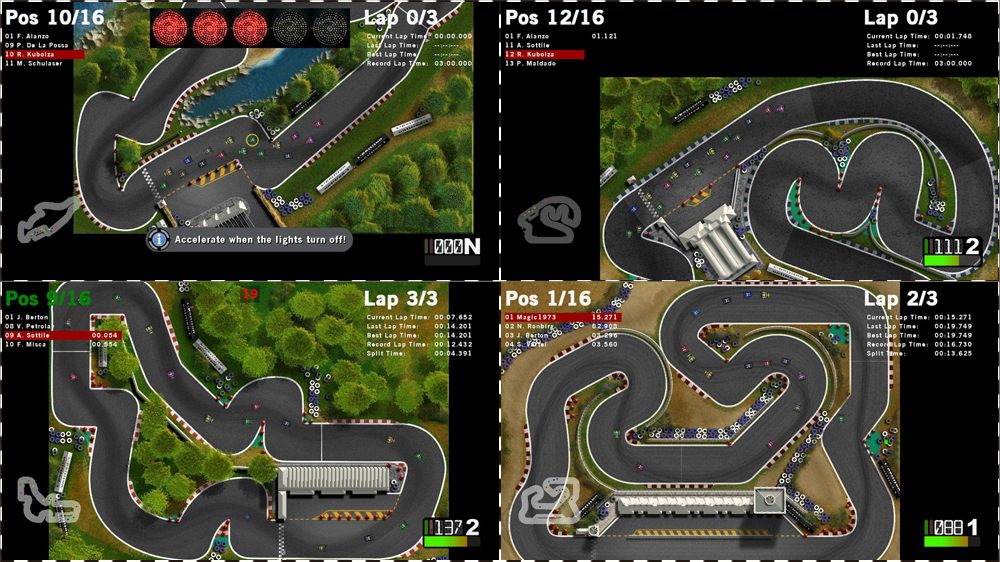 Pos 10/16
Lap 0/3
01 F. Alanzo
09 P. De La Possa
10 R. Kuboiza
11 M. Schulaser
Current Lap Time: 00:00.000
Last Lap Time: --:--:---
Best Lap Time: --:--:---
Record Lap Time: 03:00.000
Accelerate when the lights turn off!
000N
Pos 12/16
Lap 0/3
01 F. Alanzo 01.121
11 A. Sottile
12 R. Kuboiza
13 P. Maldado
Current Lap Time: 00:01.748
Last Lap Time: --:--:---
Best Lap Time: --:--:---
Record Lap Time: 03:00.000
111 2
Pos 9/16
19
Lap 3/3
01 J. Berton
08 V. Petrolay
09 A. Sottile 00.054
10 F. Misca 00.554
Current Lap Time: 00:07.652
Last Lap Time: 00:14.201
Best Lap Time: 00:14.201
Record Lap Time: 00:12.432
Split Time: 00:04.391
137 2
Pos 1/16
Lap 2/3
01 Magic1973 15.271
02 N. Ronbirg 02.908
03 J. Berton 03.296
03.560
Current Lap Time: 00:15.271
Last Lap Time: 00:19.749
Best Lap Time: 00:19.749
Record Lap Time: 00:16.730
Split Time: 00:13.625
088 1